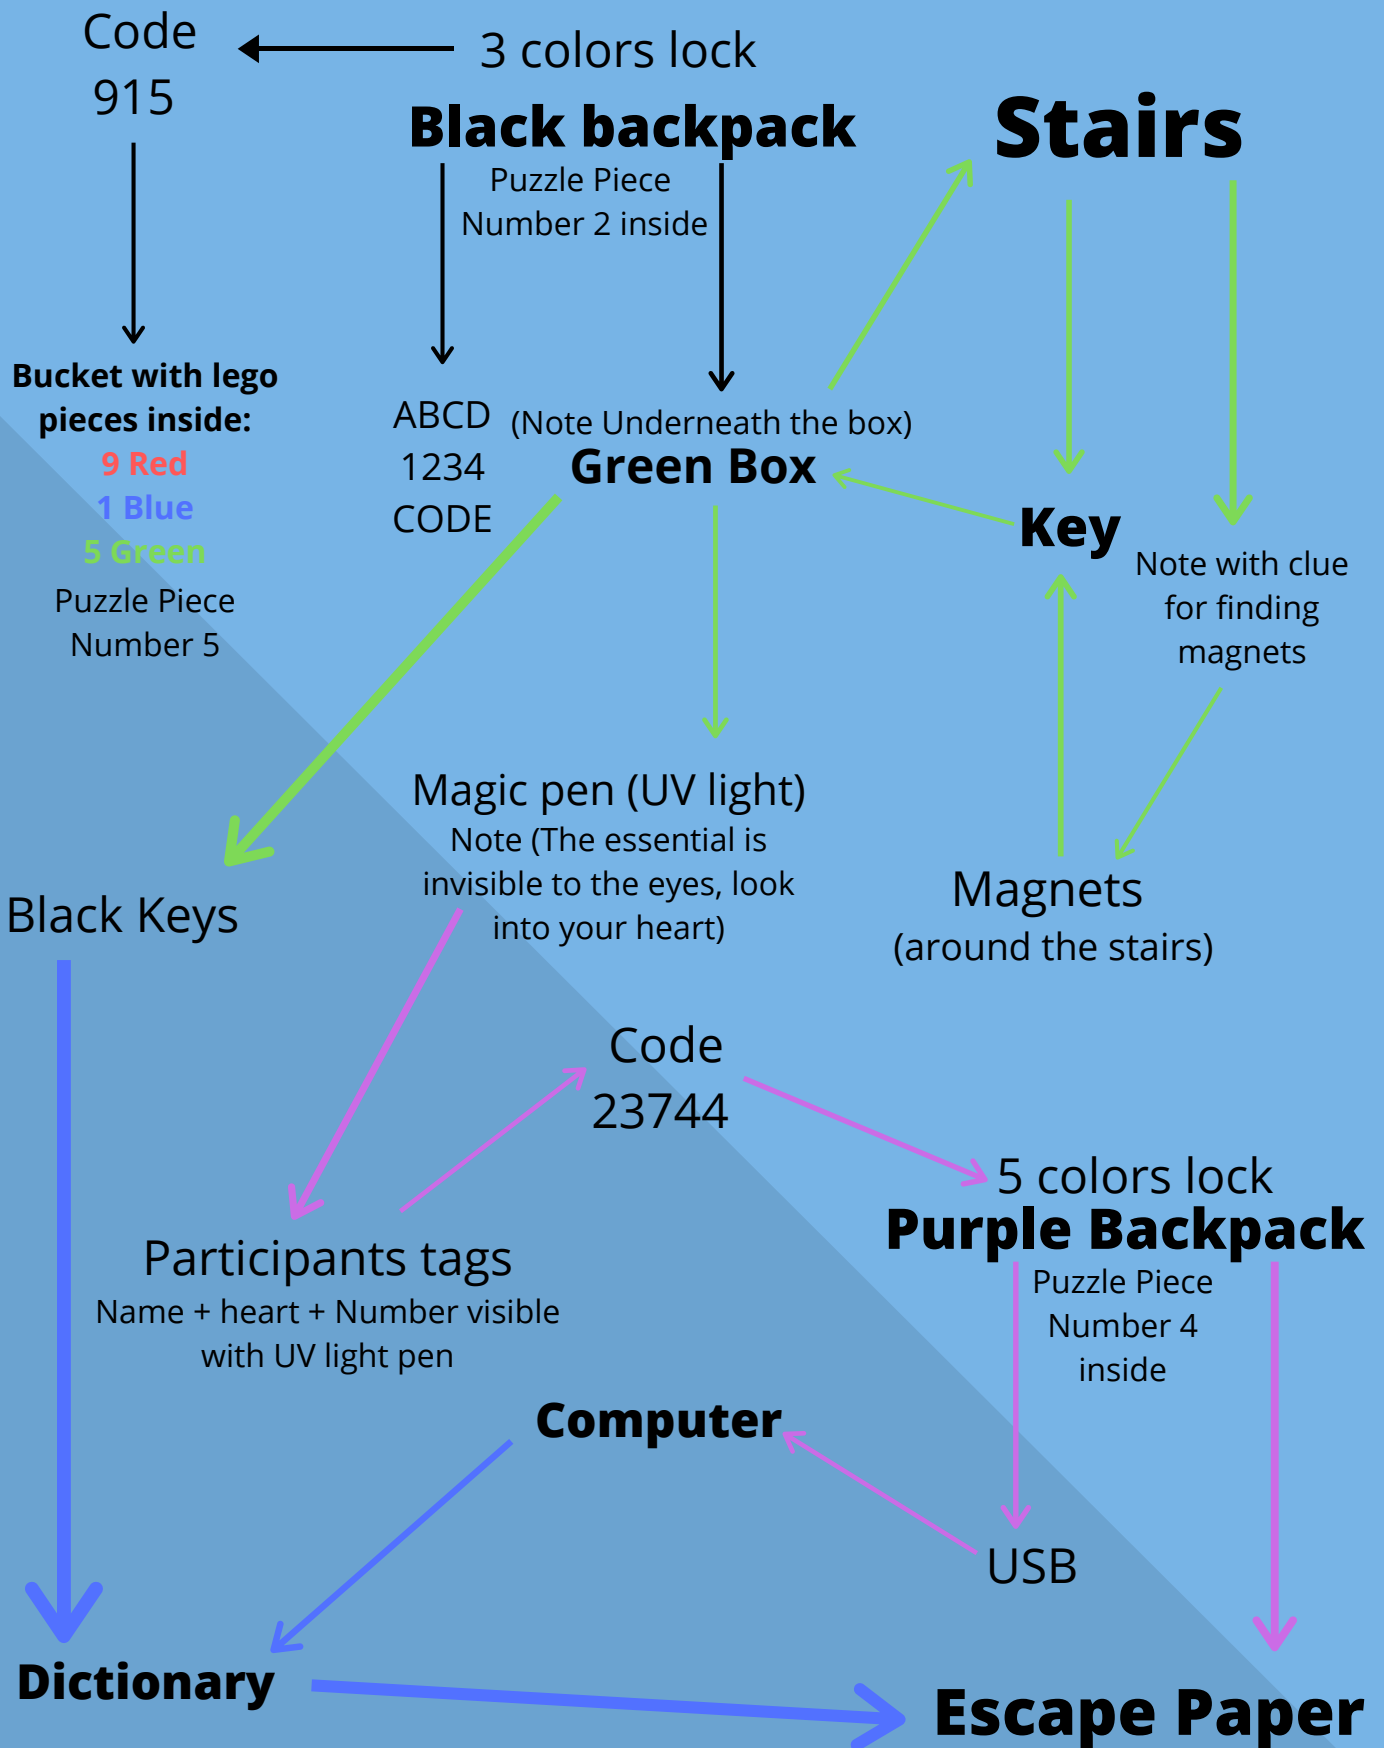 Code
915
3 colors lock
Black backpack
Puzzle Piece
Number 2 inside
Stairs
Bucket with lego
pieces inside:
9 Red
1 Blue
5 Green
Puzzle Piece
Number 5
ABCD
1234
CODE
(Note Underneath the box)
Green Box
Key
Note with clue
for finding
magnets
Magic pen (UV light)
Note (The essential is
invisible to the eyes, look
into your heart)
Black Keys
Magnets
(around the stairs)
Code
23744
5 colors lock
Purple Backpack
Puzzle Piece
Number 4
inside
Participants tags
Name + heart + Number visible
with UV light pen
Computer
USB
Dictionary
Escape Paper